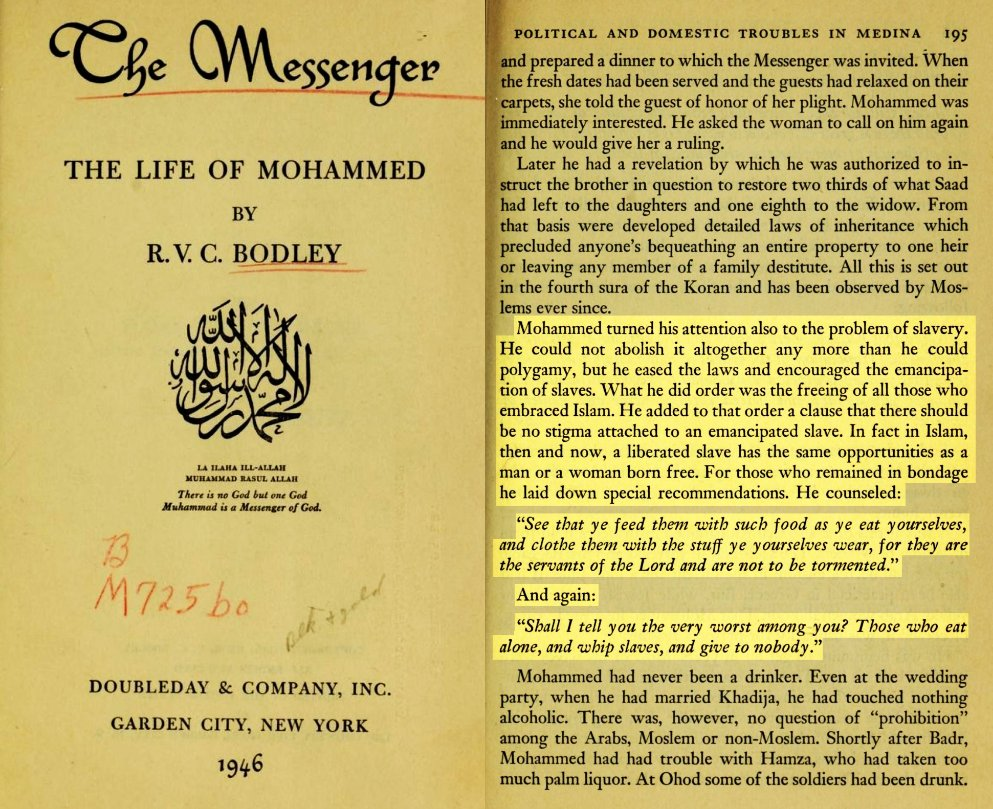 The Messenger
THE LIFE OF MOHAMMED
BY
R. V. C. BODLEY
لا إله إلا الله محمد رسول الله
LA ILAHA ILL-ALLAH
MUHAMMAD RASUL ALLAH
There is no God but one God
Muhammad is a Messenger of God.
B
M725bo
DOUBLEDAY & COMPANY, INC.
GARDEN CITY, NEW YORK
1946
POLITICAL AND DOMESTIC TROUBLES IN MEDINA 195
and prepared a dinner to which the Messenger was invited. When
the fresh dates had been served and the guests had relaxed on their
carpets, she told the guest of honor of her plight. Mohammed was
immediately interested. He asked the woman to call on him again
and he would give her a ruling.
Later he had a revelation by which he was authorized to in-
struct the brother in question to restore two thirds of what Saad
had left to the daughters and one eighth to the widow. From
that basis were developed detailed laws of inheritance which
precluded anyone's bequeathing an entire property to one heir
or leaving any member of a family destitute. All this is set out
in the fourth sura of the Koran and has been observed by Mos-
lems ever since.
Mohammed turned his attention also to the problem of slavery.
He could not abolish it altogether any more than he could
polygamy, but he eased the laws and encouraged the emancipa-
tion of slaves. What he did order was the freeing of all those who
embraced Islam. He added to that order a clause that there should
be no stigma attached to an emancipated slave. In fact in Islam,
then and now, a liberated slave has the same opportunities as a
man or a woman born free. For those who remained in bondage
he laid down special recommendations. He counseled:
"See that ye feed them with such food as ye eat yourselves,
and clothe them with the stuff ye yourselves wear, for they are
the servants of the Lord and are not to be tormented."
And again:
"Shall I tell you the very worst among you? Those who eat
alone, and whip slaves, and give to nobody."
Mohammed had never been a drinker. Even at the wedding
party, when he had married Khadija, he had touched nothing
alcoholic. There was, however, no question of "prohibition"
among the Arabs, Moslem or non-Moslem. Shortly after Badr,
Mohammed had had trouble with Hamza, who had taken too
much palm liquor. At Ohod some of the soldiers had been drunk.